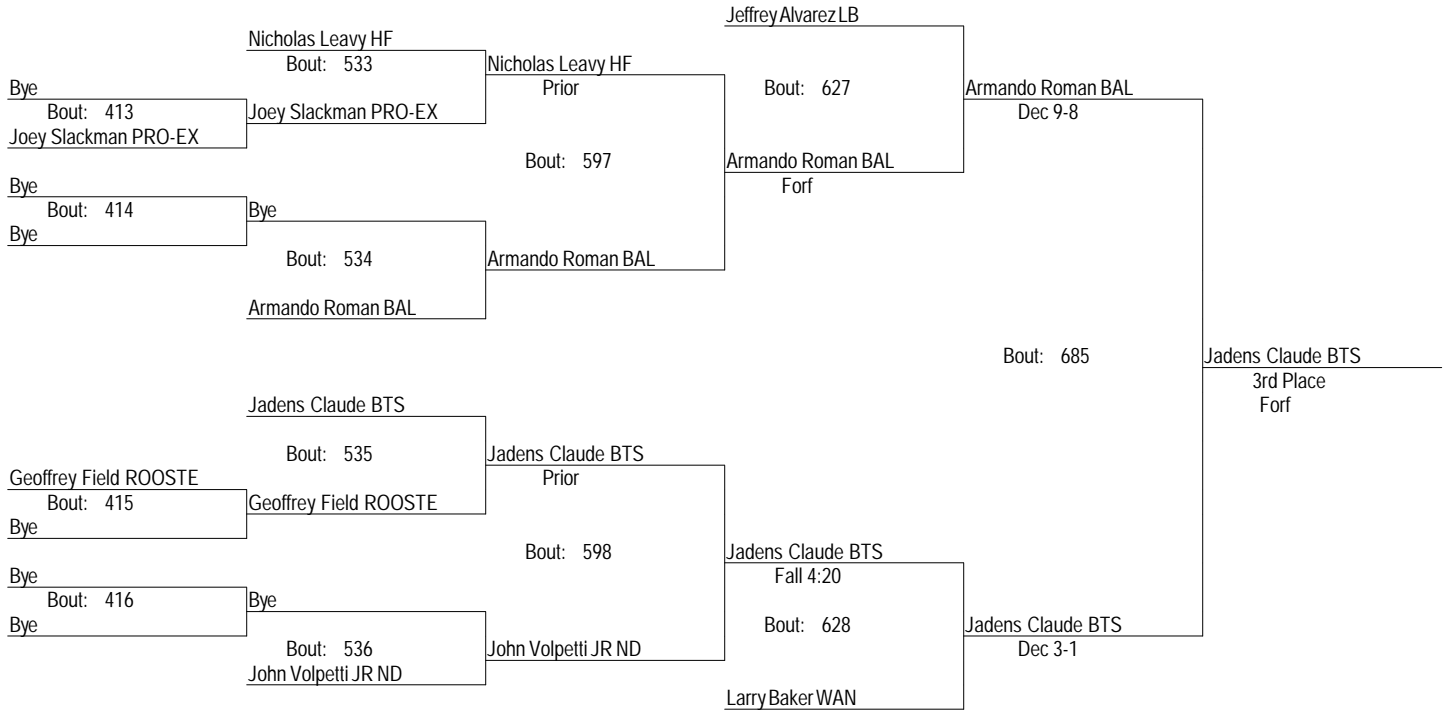 Jeffrey Alvarez LB
Nicholas Leavy HF
Bout: 533
Nicholas Leavy HF
Prior
Bye
Bout: 413
Joey Slackman PRO-EX
Joey Slackman PRO-EX
Bout: 627
Armando Roman BAL
Dec 9-8
Bout: 597
Armando Roman BAL
Forf
Bye
Bout: 414
Bye
Bye
Bout: 534
Armando Roman BAL
Armando Roman BAL
Bout: 685
Jadens Claude BTS
3rd Place
Forf
Jadens Claude BTS
Bout: 535
Jadens Claude BTS
Prior
Geoffrey Field ROOSTE
Bout: 415
Geoffrey Field ROOSTE
Bye
Bout: 598
Jadens Claude BTS
Fall 4:20
Bye
Bout: 416
Bye
Bye
Bout: 628
Jadens Claude BTS
Dec 3-1
Bout: 536
John Volpetti JR ND
John Volpetti JR ND
Larry Baker WAN